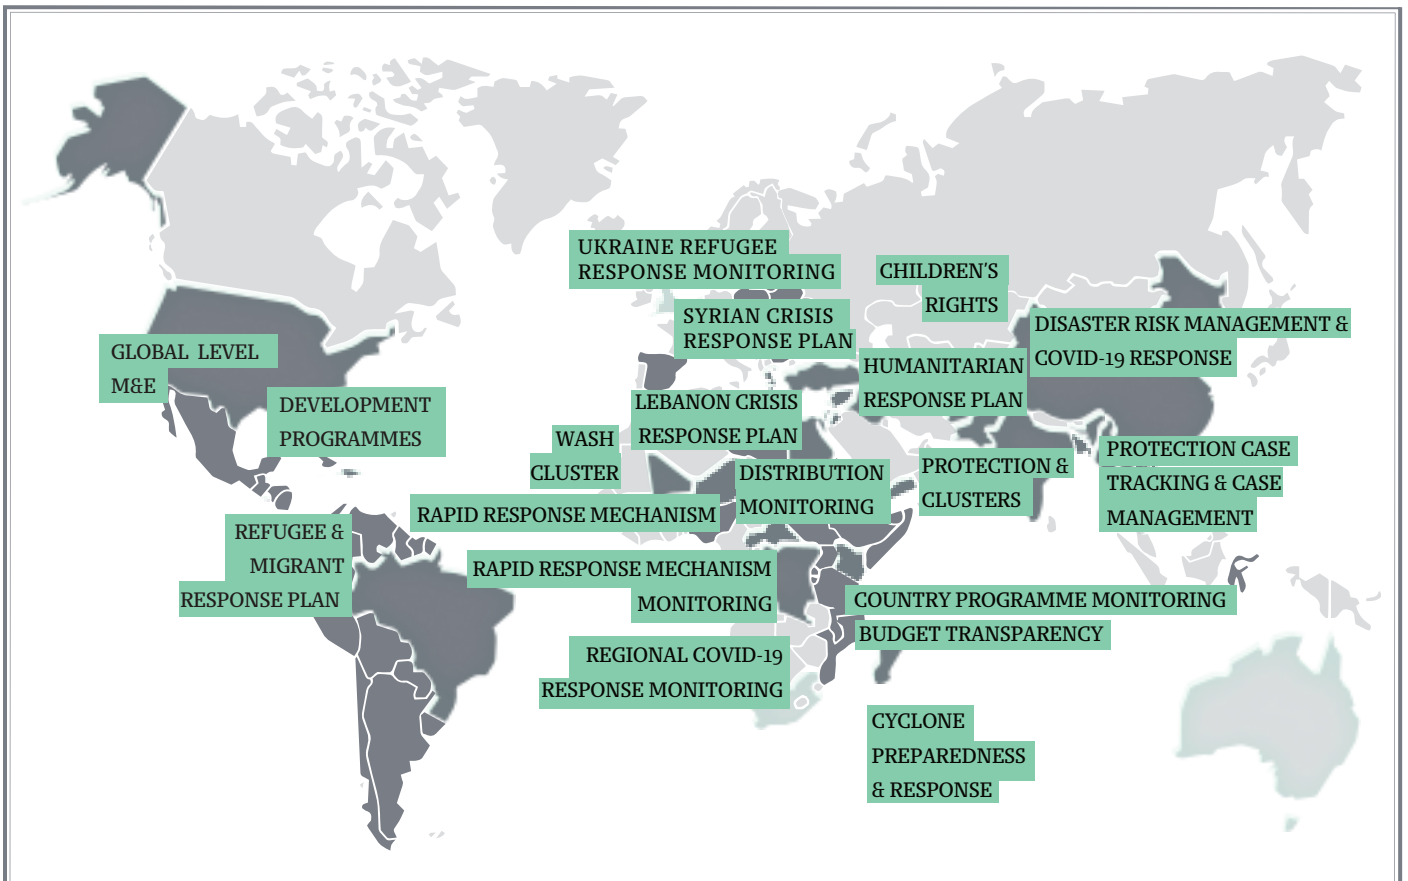 UKRAINE REFUGEE
RESPONSE MONITORING
CHILDREN'S
RIGHTS
SYRIAN CRISIS
RESPONSE PLAN
DISASTER RISK MANAGEMENT &
COVID-19 RESPONSE
GLOBAL LEVEL
M&E
HUMANITARIAN
RESPONSE PLAN
DEVELOPMENT
PROGRAMMES
LEBANON CRISIS
RESPONSE PLAN
WASH
CLUSTER
DISTRIBUTION
MONITORING
PROTECTION &
CLUSTERS
PROTECTION CASE
TRACKING & CASE
MANAGEMENT
RAPID RESPONSE MECHANISM
REFUGEE &
MIGRANT
RESPONSE PLAN
RAPID RESPONSE MECHANISM
MONITORING
COUNTRY PROGRAMME MONITORING
BUDGET TRANSPARENCY
REGIONAL COVID-19
RESPONSE MONITORING
CYCLONE
PREPAREDNESS
& RESPONSE